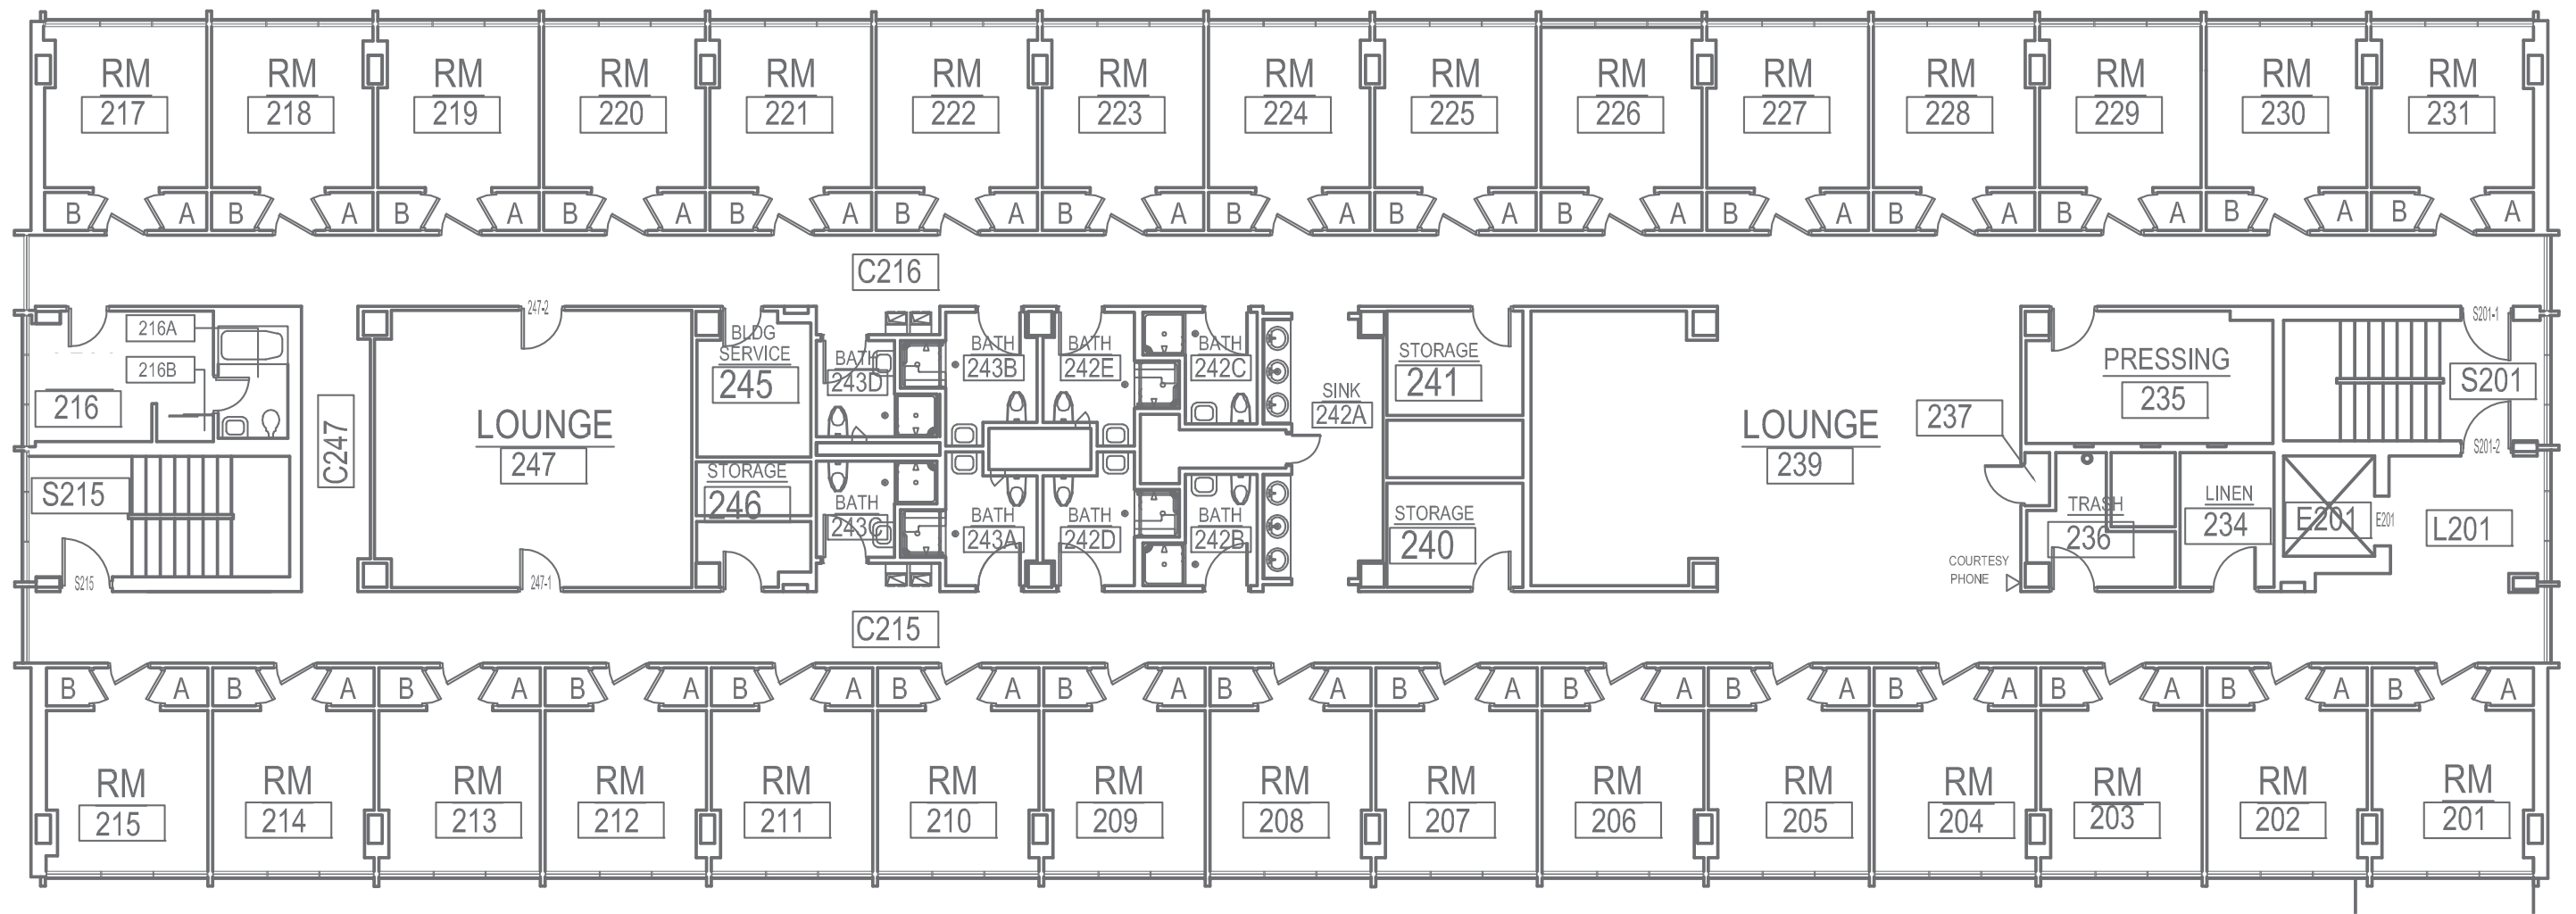 RM RM RM RM RM RM RM RM RM RM RM RM RM RM RM
217 218 219 220 221 222 223 224 225 226 227 228 229 230 231
B A B A B A B A B A B A B A B A B A B A B A B A B A B A B A
C216
247-2
S201-1
216A
BLDG
SERVICE
245
BATH
243D
BATH
243B
BATH
242E
BATH
242C
STORAGE
241
PRESSING
235
S201
216B
216
SINK
242A
C247
LOUNGE
247
LOUNGE
239
237
S201-2
S215
STORAGE
246
BATH
243C
BATH
243A
BATH
242D
BATH
242B
STORAGE
240
TRASH
236
LINEN
234
E201
E201
L201
COURTESY
PHONE
S215
247-1
C215
B A B A B A B A B A B A B A B A B A B A B A B A B A B A B A
RM RM RM RM RM RM RM RM RM RM RM RM RM RM RM
215 214 213 212 211 210 209 208 207 206 205 204 203 202 201